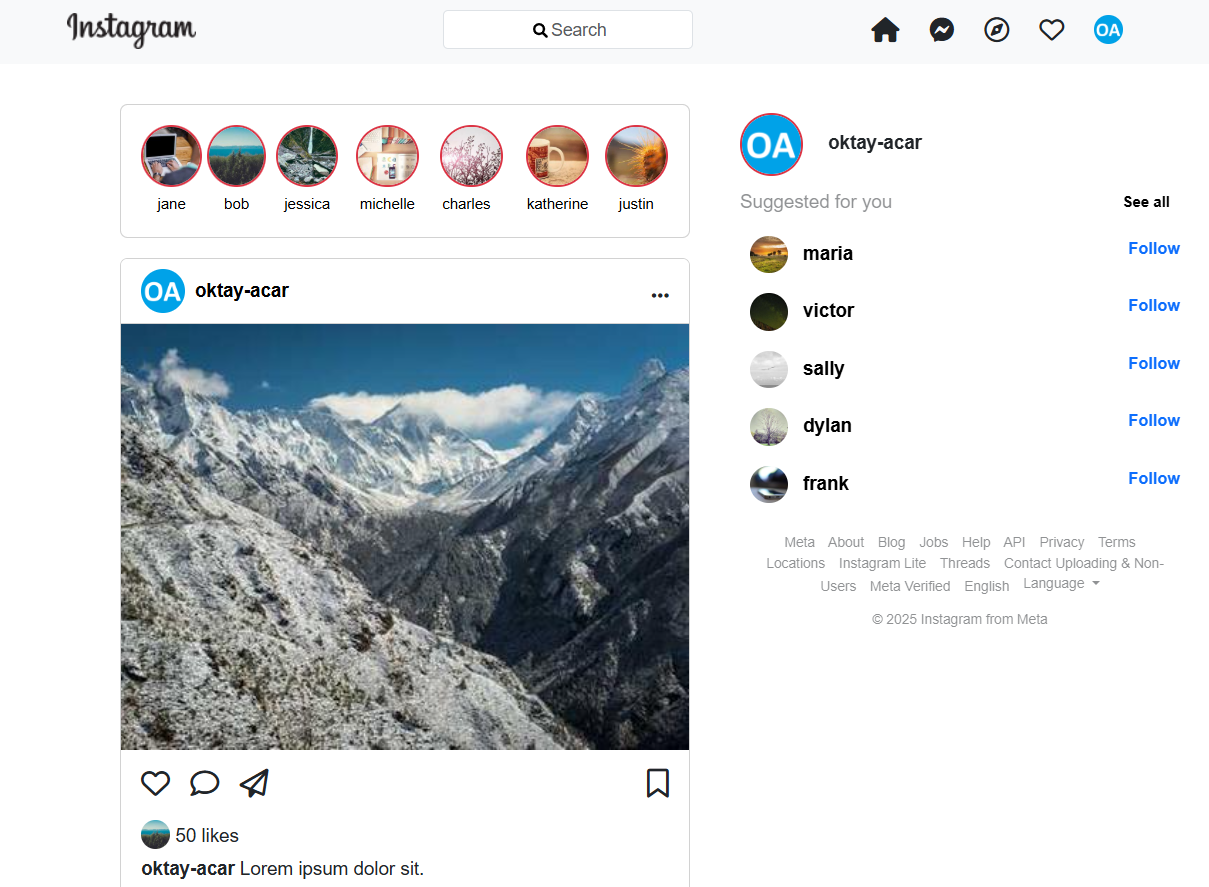 Instagram
Search
OA
jane bob jessica michelle charles katherine justin
OA oktay-acar
OA oktay-acar
Suggested for you See all
maria Follow
victor Follow
sally Follow
dylan Follow
frank Follow
Meta About Blog Jobs Help API Privacy Terms
Locations Instagram Lite Threads Contact Uploading & Non-
Users Meta Verified English Language
© 2025 Instagram from Meta
50 likes
oktay-acar Lorem ipsum dolor sit.